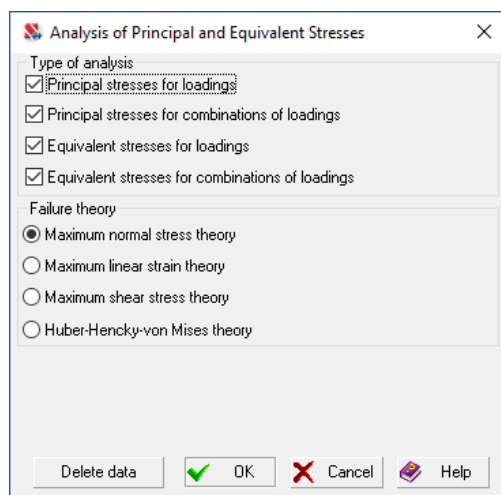 Analysis of Principal and Equivalent Stresses
Type of analysis
Principal stresses for loadings
Principal stresses for combinations of loadings
Equivalent stresses for loadings
Equivalent stresses for combinations of loadings
Failure theory
Maximum normal stress theory
Maximum linear strain theory
Maximum shear stress theory
Huber-Hencky-von Mises theory
Delete data OK Cancel Help